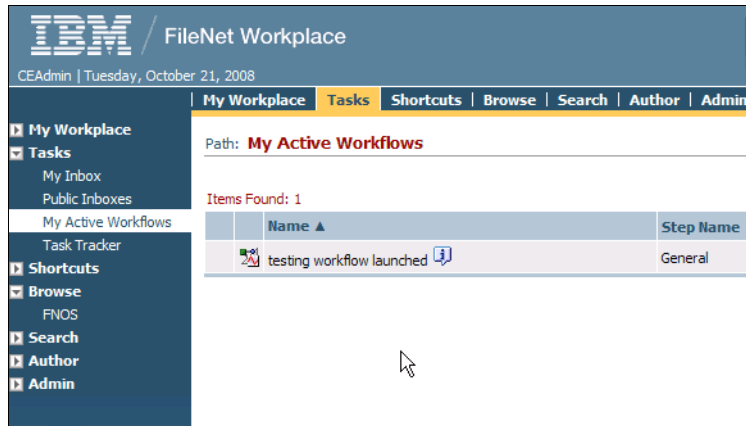 IBM FileNet Workplace
CEAdmin | Tuesday, October 21, 2008
| My Workplace Tasks Shortcuts | Browse | Search | Author | Admin
My Workplace
Tasks
My Inbox
Public Inboxes
My Active Workflows
Task Tracker
Shortcuts
Browse
FNOS
Search
Author
Admin
Path: My Active Workflows
Items Found: 1
Name ▲ Step Name
testing workflow launched General